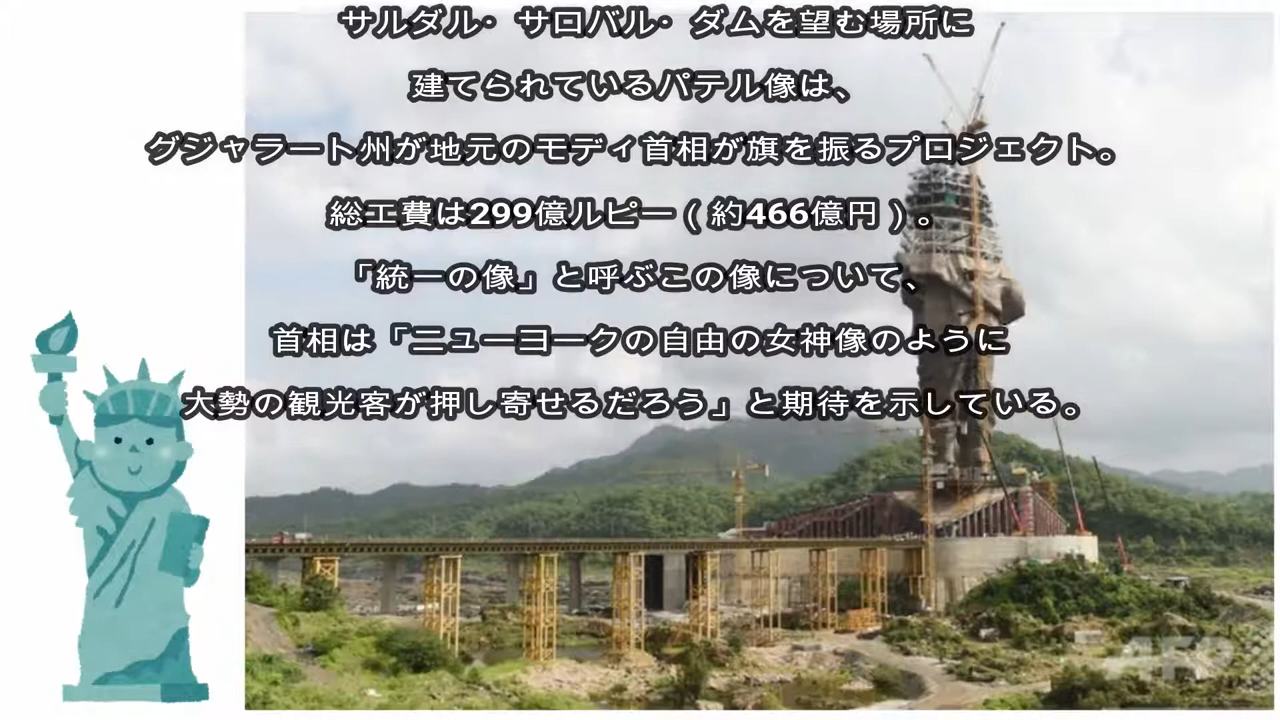 サルダル・サロバル・ダムを望む場所に
建てられているパテル像は、
グジャラート州が地元のモディ首相が旗を振るプロジェクト。
総工費は299億ルピー(約466億円)。
「統一の像」と呼ぶこの像について、
首相は「ニューヨークの自由の女神像のように
大勢の観光客が押し寄せるだろう」と期待を示している。
AFP